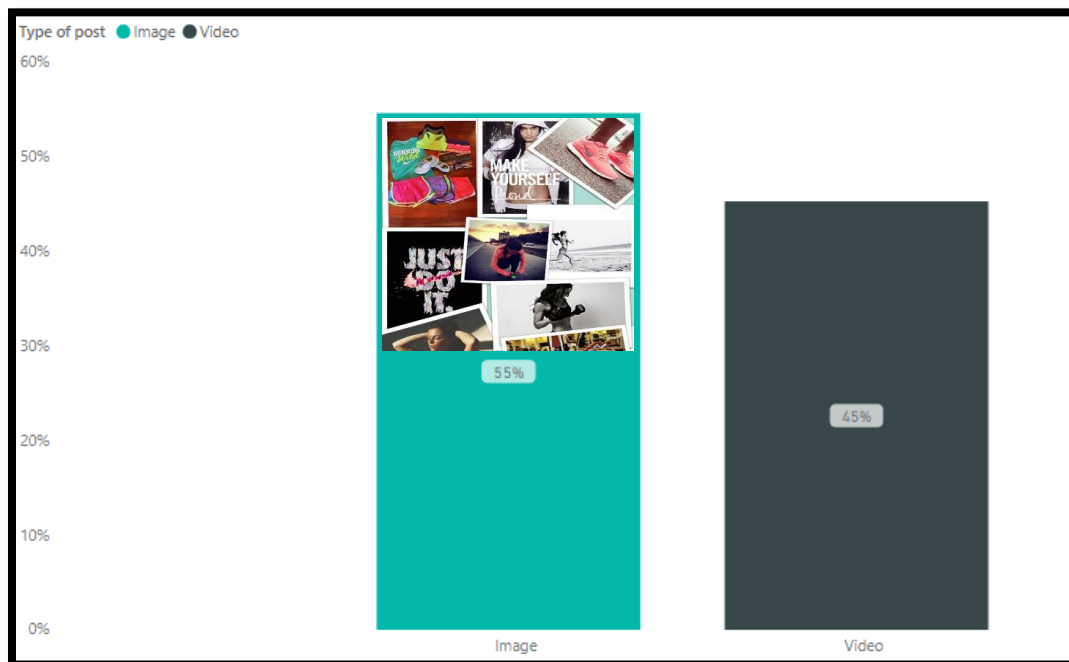 Type of post Image Video
60%
50%
40%
30%
20%
10%
0%
MAKE
YOURSELF
Proud
JUST
DO
IT.
55%
45%
Image
Video